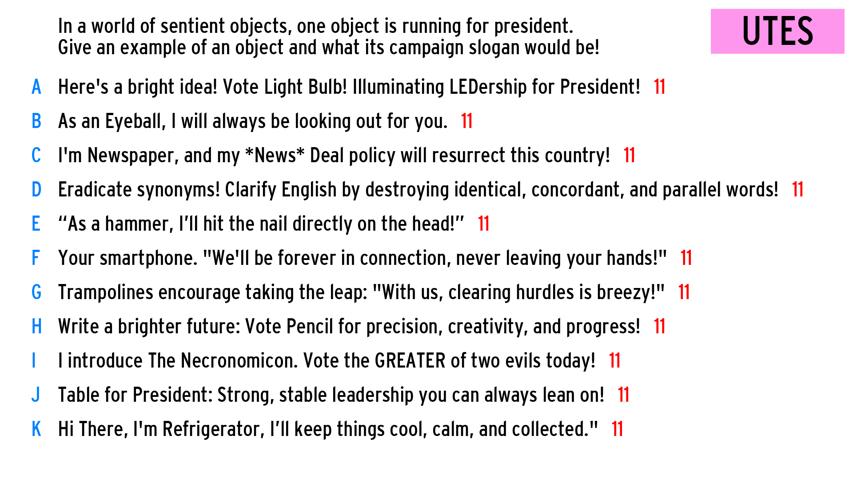 In a world of sentient objects, one object is running for president.
Give an example of an object and what its campaign slogan would be!
UTES
A Here's a bright idea! Vote Light Bulb! Illuminating LEDership for President! 11
B As an Eyeball, I will always be looking out for you. 11
C I'm Newspaper, and my *News* Deal policy will resurrect this country! 11
D Eradicate synonyms! Clarify English by destroying identical, concordant, and parallel words! 11
E “As a hammer, I’ll hit the nail directly on the head!” 11
F Your smartphone. "We'll be forever in connection, never leaving your hands!" 11
G Trampolines encourage taking the leap: "With us, clearing hurdles is breezy!" 11
H Write a brighter future: Vote Pencil for precision, creativity, and progress! 11
I I introduce The Necronomicon. Vote the GREATER of two evils today! 11
J Table for President: Strong, stable leadership you can always lean on! 11
K Hi There, I'm Refrigerator, I’ll keep things cool, calm, and collected." 11